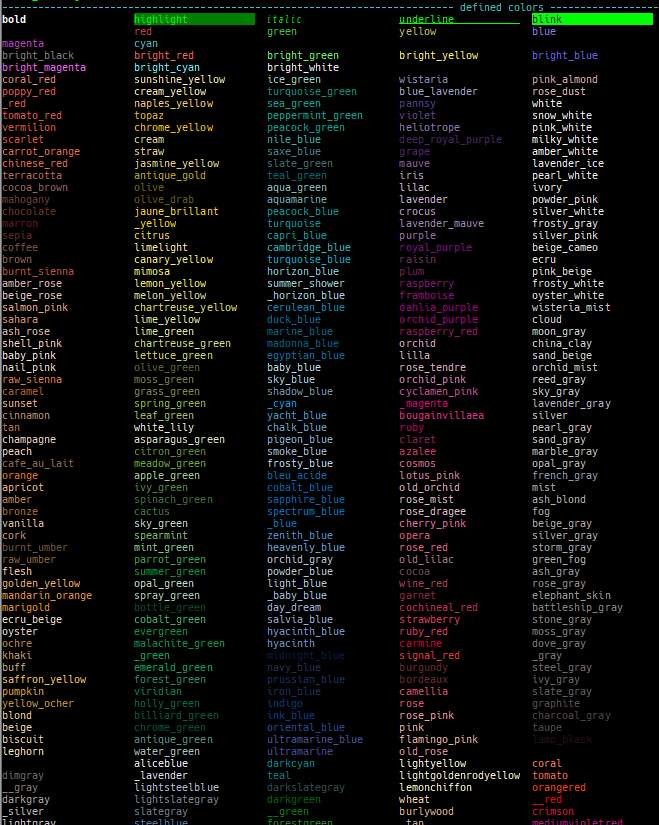 defined colors
bold highlight italic underline blink
red green yellow blue
magenta cyan
bright_black bright_red bright_green bright_yellow bright_blue
bright_magenta bright_cyan bright_white
coral_red sunshine_yellow ice_green wistaria pink_almond
poppy_red cream_yellow turquoise_green blue_lavender rose_dust
_red naples_yellow sea_green pannsy white
tomato_red topaz peppermint_green violet snow_white
vermilion chrome_yellow peacock_green heliotrope pink_white
scarlet cream nile_blue deep_royal_purple milky_white
carrot_orange straw saxe_blue grape amber_white
chinese_red jasmine_yellow slate_green mauve lavender_ice
terracotta antique_gold teal_green iris pearl_white
cocoa_brown olive aqua_green lilac ivory
mahogany olive_drab aquamarine lavender powder_pink
chocolate jaune_brillant peacock_blue crocus silver_white
marron _yellow turquoise lavender_mauve frosty_gray
sepia citrus capri_blue purple silver_pink
coffee limelight cambridge_blue royal_purple beige_cameo
brown canary_yellow turquoise_blue raisin ecru
burnt_sienna mimosa horizon_blue plum pink_beige
amber_rose lemon_yellow summer_shower raspberry frosty_white
beige_rose melon_yellow _horizon_blue framboise oyster_white
salmon_pink chartreuse_yellow cerulean_blue dahlia_purple wisteria_mist
sahara lime_yellow duck_blue orchid_purple cloud
ash_rose lime_green marine_blue raspberry_red moon_gray
shell_pink chartreuse_green madonna_blue orchid china_clay
baby_pink lettuce_green egyptian_blue lilla sand_beige
nail_pink olive_green baby_blue rose_tendre orchid_mist
raw_sienna moss_green sky_blue orchid_pink reed_gray
caramel grass_green shadow_blue cyclamen_pink sky_gray
sunset spring_green _cyan _magenta lavender_gray
cinnamon leaf_green yacht_blue bougainvillaea silver
tan white_lily chalk_blue ruby pearl_gray
champagne asparagus_green pigeon_blue claret sand_gray
peach citron_green smoke_blue azalee marble_gray
cafe_au_lait meadow_green frosty_blue cosmos opal_gray
orange apple_green bleu_acide lotus_pink french_gray
apricot ivy_green cobalt_blue old_orchid mist
amber spinach_green sapphire_blue rose_mist ash_blond
bronze cactus spectrum_blue rose_dragee fog
vanilla sky_green _blue cherry_pink beige_gray
cork spearmint zenith_blue opera silver_gray
burnt_umber mint_green heavenly_blue rose_red storm_gray
raw_umber parrot_green orchid_gray old_lilac green_fog
flesh summer_green powder_blue cocoa ash_gray
golden_yellow opal_green light_blue wine_red rose_gray
mandarin_orange spray_green _baby_blue garnet elephant_skin
marigold bottle_green day_dream cochineal_red battleship_gray
ecru_beige cobalt_green salvia_blue strawberry stone_gray
oyster evergreen hyacinth_blue ruby_red moss_gray
ochre malachite_green hyacinth carmine dove_gray
khaki _green midnight_blue signal_red _gray
buff emerald_green navy_blue burgundy steel_gray
saffron_yellow forest_green prussian_blue bordeaux ivy_gray
pumpkin viridian iron_blue camellia slate_gray
yellow_ocher holly_green indigo rose graphite
blond billiard_green ink_blue rose_pink charcoal_gray
beige chrome_green oriental_blue pink taupe
biscuit antique_green ultramarine_blue flamingo_pink lamp_black
leghorn water_green ultramarine old_rose
aliceblue darkcyan lightyellow coral
dimgray _lavender teal lightgoldenrodyellow tomato
__gray lightsteelblue darkslategray lemonchiffon orangered
darkgray lightslategray darkgreen wheat __red
_silver slategray __green burlywood crimson
lightgray steelblue forestgreen _tan mediumvioletred